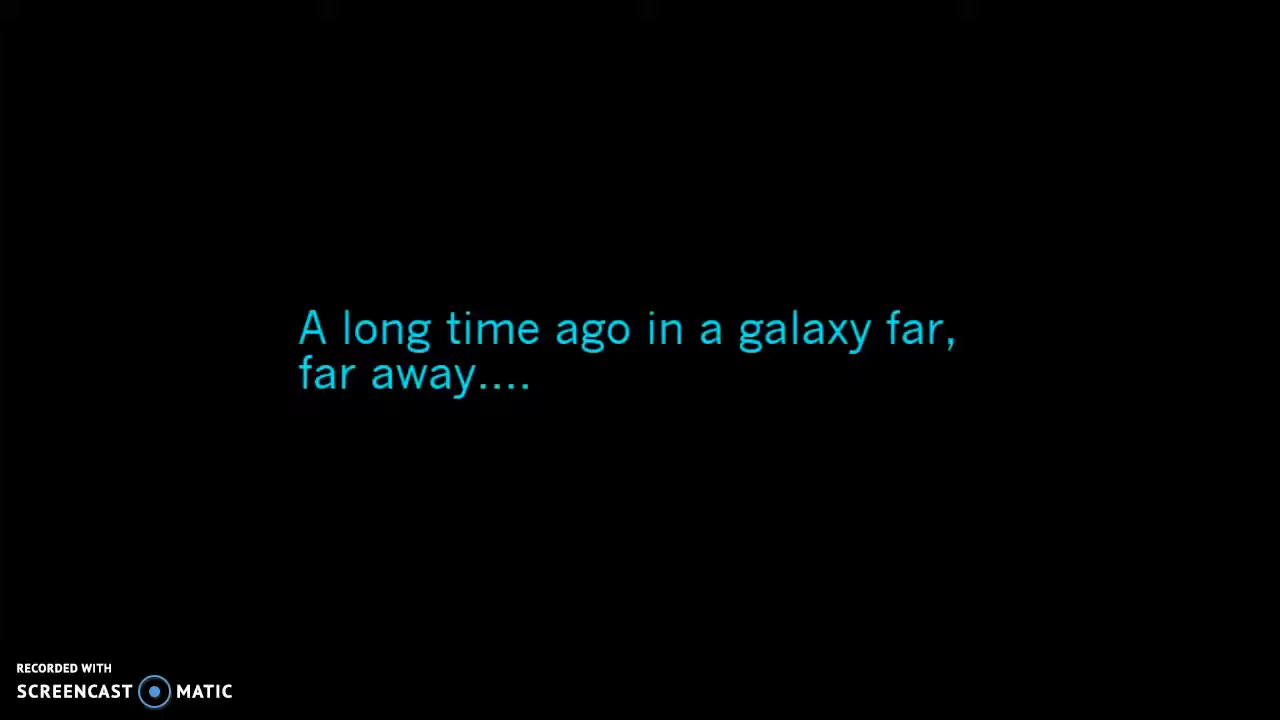 A long time ago in a galaxy far,
far away....
RECORDED WITH
SCREENCAST MATIC